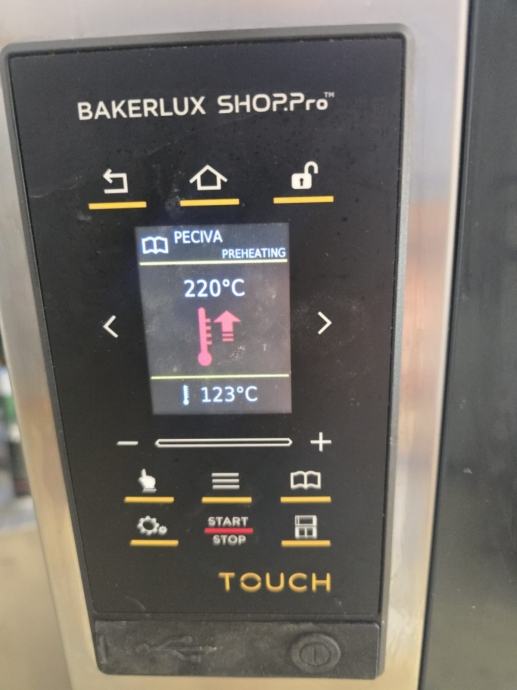 BAKERLUX SHOP.Pro™
PECIVA
PREHEATING
220°C
123°C
START
STOP
TOUCH